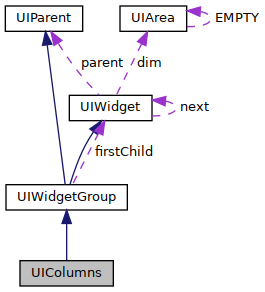 UIParent
UIArea
EMPTY
parent
dim
UIWidget
next
firstChild
UIWidgetGroup
UIColumns